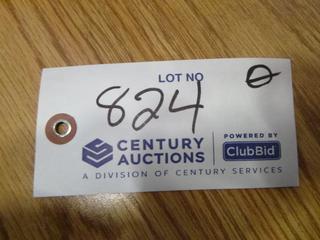 LOT NO
824
CENTURY AUCTIONS
POWERED BY
ClubBid
A DIVISION OF CENTURY SERVICES